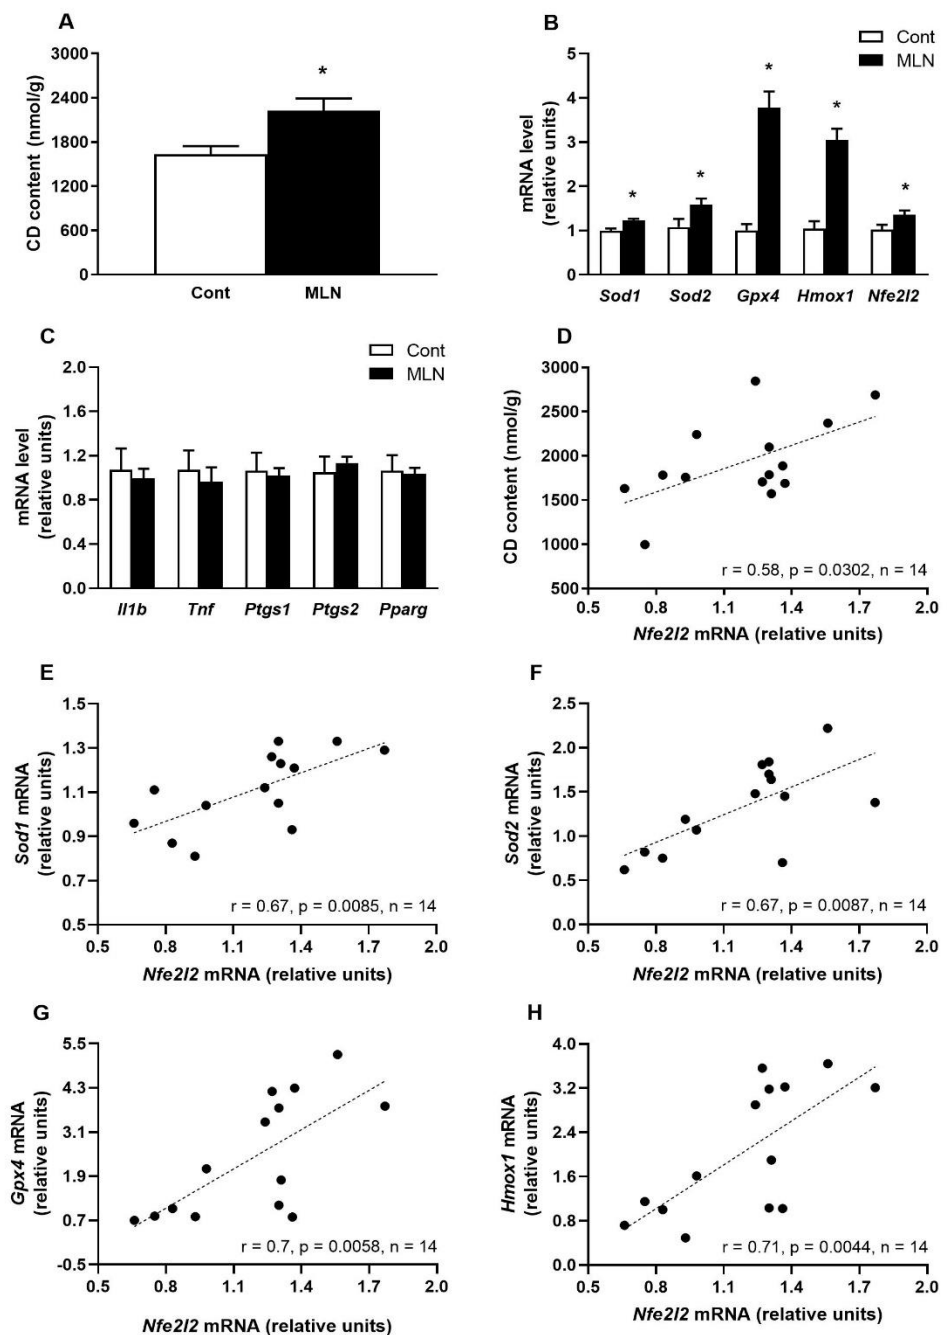 A
CD content (nmol/g)
3000
2400
1800
1200
600
0
*
Cont
MLN
B
Cont
MLN
mRNA level
(relative units)
5
4
3
2
1
0
*
*
*
*
*
Sod1
Sod2
Gpx4
Hmox1
Nfe2l2
C
Cont
MLN
mRNA level
(relative units)
2.0
1.6
1.2
0.8
0.4
0.0
Il1b
Tnf
Ptgs1
Ptgs2
Pparg
D
CD content (nmol/g)
3000
2500
2000
1500
1000
500
r = 0.58, p = 0.0302, n = 14
0.5
0.8
1.1
1.4
1.7
2.0
Nfe2l2 mRNA (relative units)
E
Sod1 mRNA
(relative units)
1.5
1.3
1.1
0.9
0.7
0.5
r = 0.67, p = 0.0085, n = 14
0.5
0.8
1.1
1.4
1.7
2.0
Nfe2l2 mRNA (relative units)
F
Sod2 mRNA
(relative units)
2.5
2.0
1.5
1.0
0.5
0.0
r = 0.67, p = 0.0087, n = 14
0.5
0.8
1.1
1.4
1.7
2.0
Nfe2l2 mRNA (relative units)
G
Gpx4 mRNA
(relative units)
5.5
4.3
3.1
1.9
0.7
-0.5
r = 0.7, p = 0.0058, n = 14
0.5
0.8
1.1
1.4
1.7
2.0
Nfe2l2 mRNA (relative units)
H
Hmox1 mRNA
(relative units)
4.0
3.2
2.4
1.6
0.8
0.0
r = 0.71, p = 0.0044, n = 14
0.5
0.8
1.1
1.4
1.7
2.0
Nfe2l2 mRNA (relative units)